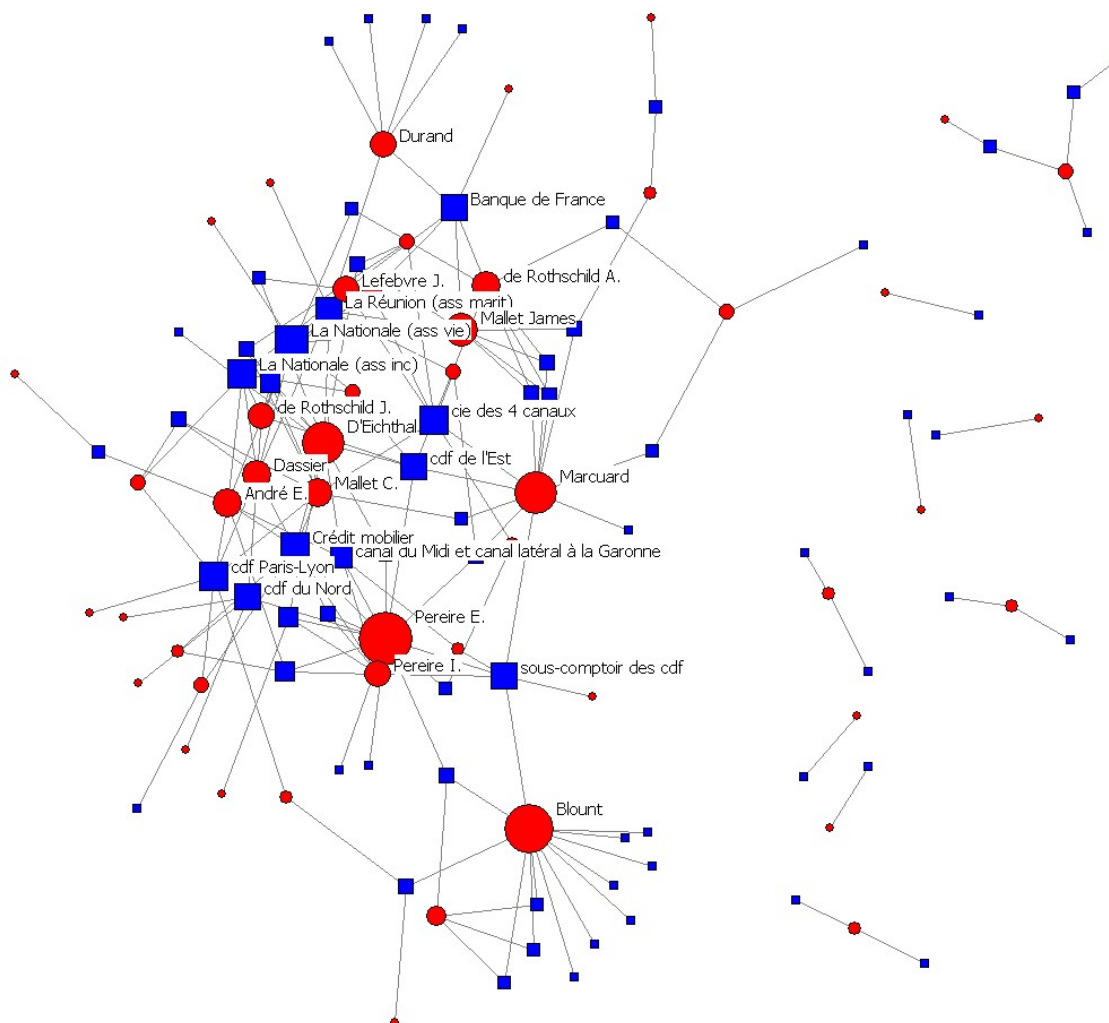 Durand
Banque de France
de Rothschild A.
Lefebvre J.
La Réunion (ass marit)
Mallet James
La Nationale (ass vie)
La Nationale (ass inc)
de Rothschild J.
cie des 4 canaux
D'Eichthal
cdf de l'Est
Dassier
Marcuard
Mallet C.
André E.
Crédit mobilier
canal du Midi et canal latéral à la Garonne
cdf Paris-Lyon
cdf du Nord
Pereire E.
Pereire I.
sous-comptoir des cdf
Blount